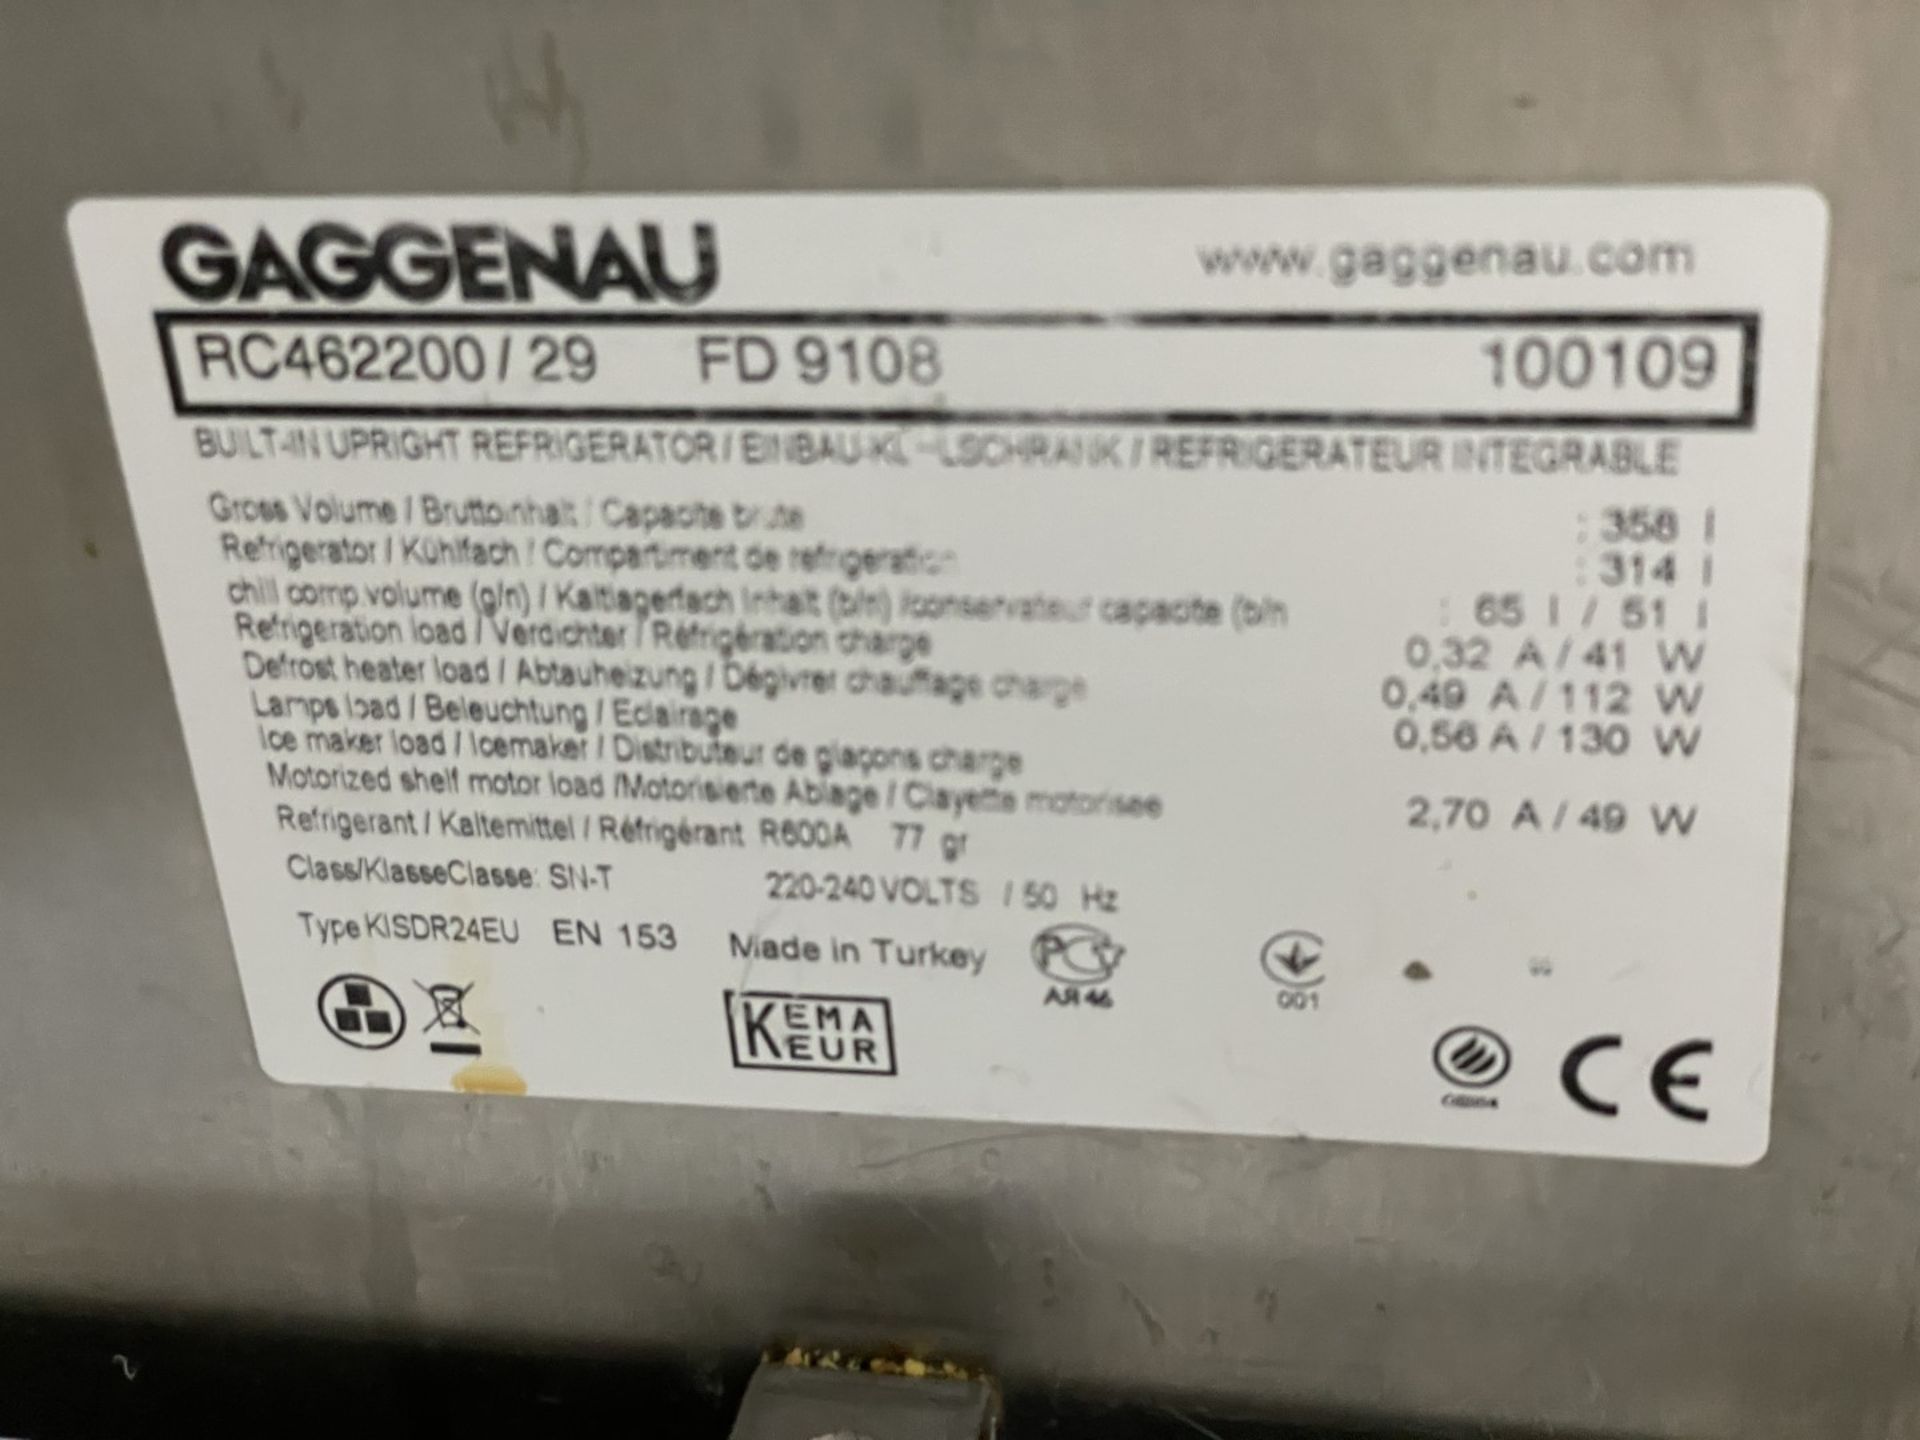 GAGGENAU www.gaggenau.com
RC462200 / 29 FD 9108 100109
BUILT-IN UPRIGHT REFRIGERATOR / EINBAU- / REFRIGERATEUR INTEGRABLE
Gross Volume / Bruttoinhalt / Capacite brute : 358 l
Refrigerator / Kühlfach / Compartiment de refrigeration : 314 l
chill comp.volume (g/n) / Kaltlagerfach Inhalt (b/n) /conservateur capacite (b/n : 65 l / 51 l
Refrigeration load / Verdichter / Réfrigération charge 0,32 A / 41 W
Defrost heater load / Abtauheizung / Dégivrer chauffage charge 0,49 A / 112 W
Lamps load / Beleuchtung / Eclairage 0,56 A / 130 W
Ice maker load / Icemaker / Distributeur de glaçons charge
Motorized shelf motor load /Motorisierte Ablage / Clayette motorisee 2,70 A / 49 W
Refrigerant / Kaltemittel / Réfrigérant R600A 77 gr
Class/KlasseClasse: SN-T 220-240 VOLTS / 50 Hz
Type KISDR24EU EN 153 Made in Turkey
АЯ 46
001
KEMA
KEUR
CE